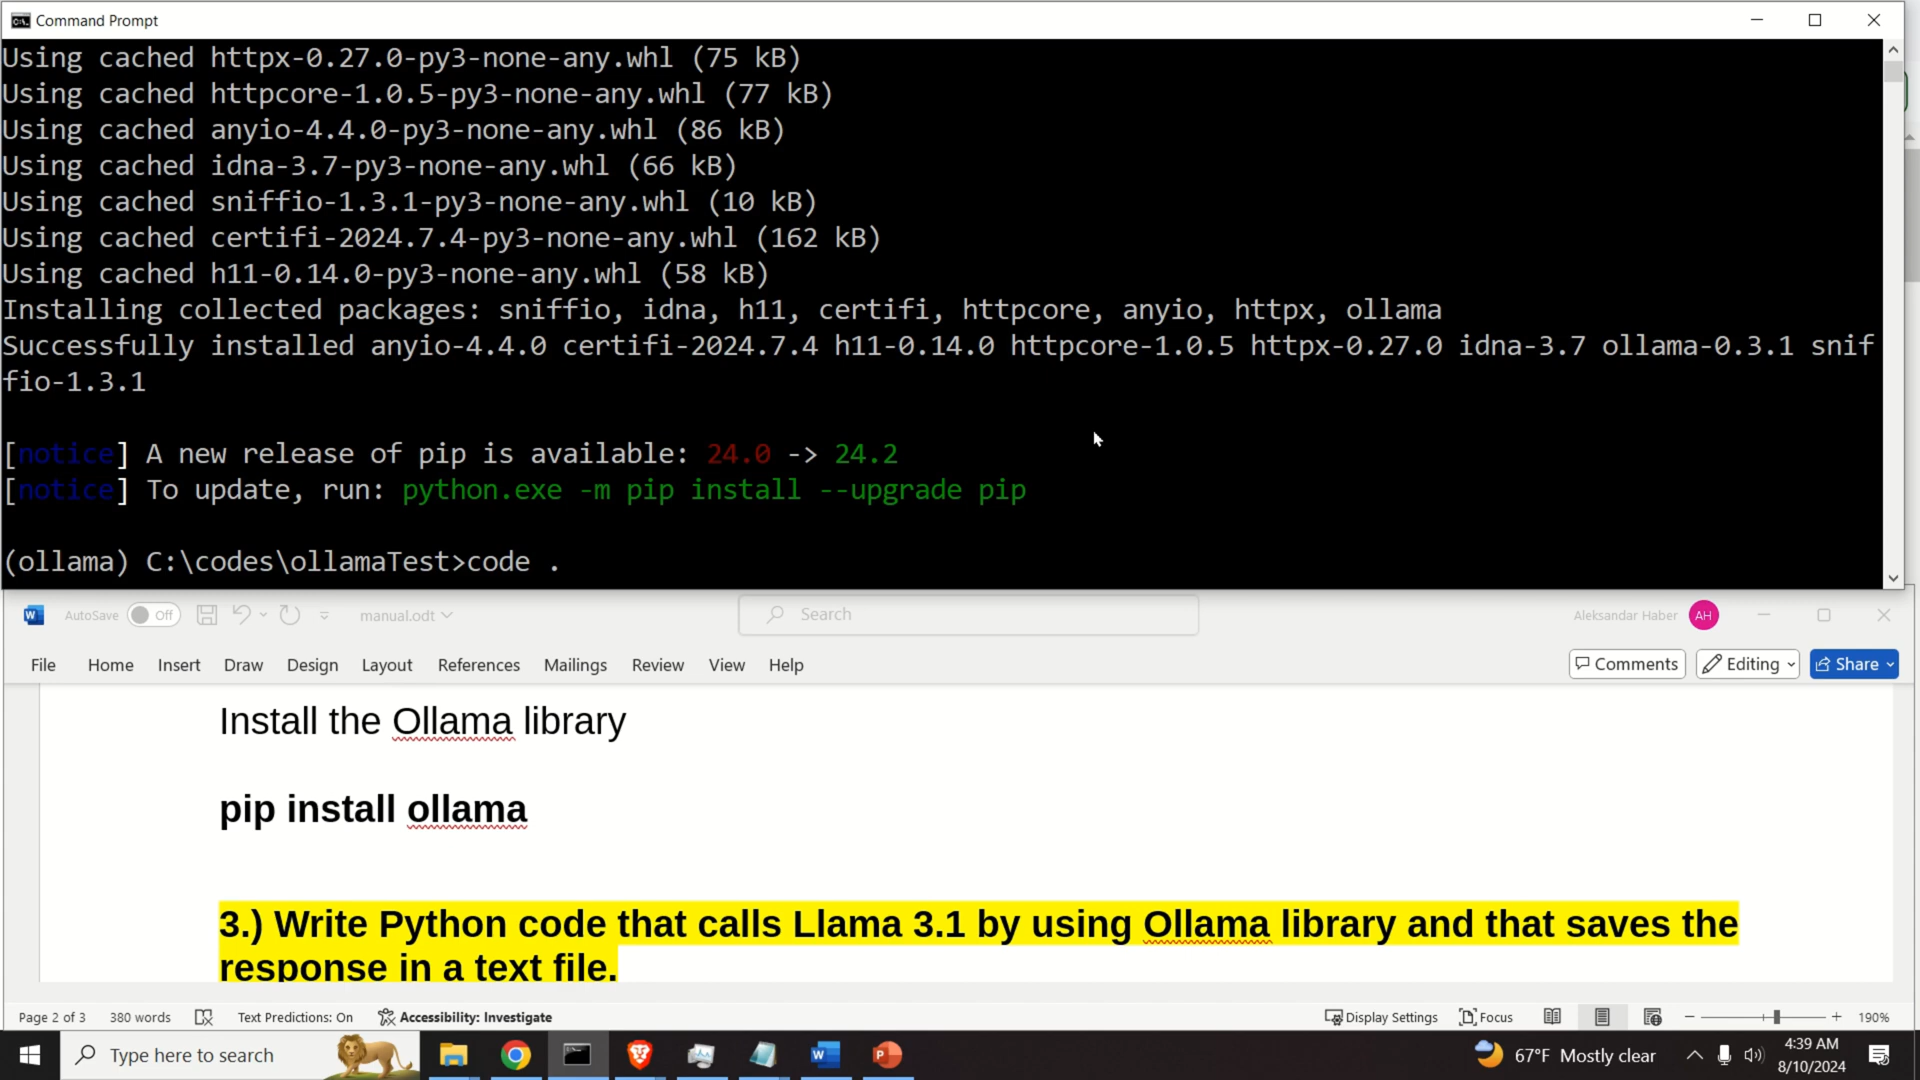 Command Prompt
Using cached httpx-0.27.0-py3-none-any.whl (75 kB)
Using cached httpcore-1.0.5-py3-none-any.whl (77 kB)
Using cached anyio-4.4.0-py3-none-any.whl (86 kB)
Using cached idna-3.7-py3-none-any.whl (66 kB)
Using cached sniffio-1.3.1-py3-none-any.whl (10 kB)
Using cached certifi-2024.7.4-py3-none-any.whl (162 kB)
Using cached h11-0.14.0-py3-none-any.whl (58 kB)
Installing collected packages: sniffio, idna, h11, certifi, httpcore, anyio, httpx, ollama
Successfully installed anyio-4.4.0 certifi-2024.7.4 h11-0.14.0 httpcore-1.0.5 httpx-0.27.0 idna-3.7 ollama-0.3.1 snif
fio-1.3.1
[notice] A new release of pip is available: 24.0 -> 24.2
[notice] To update, run: python.exe -m pip install --upgrade pip
(ollama) C:\codes\ollamaTest>code .
AutoSave Off manual.odt Search Aleksandar Haber AH
File Home Insert Draw Design Layout References Mailings Review View Help Comments Editing Share
Install the Ollama library
pip install ollama
3.) Write Python code that calls Llama 3.1 by using Ollama library and that saves the
response in a text file.
Page 2 of 3 380 words Text Predictions: On Accessibility: Investigate Display Settings Focus 190%
Type here to search 67°F Mostly clear 4:39 AM
8/10/2024